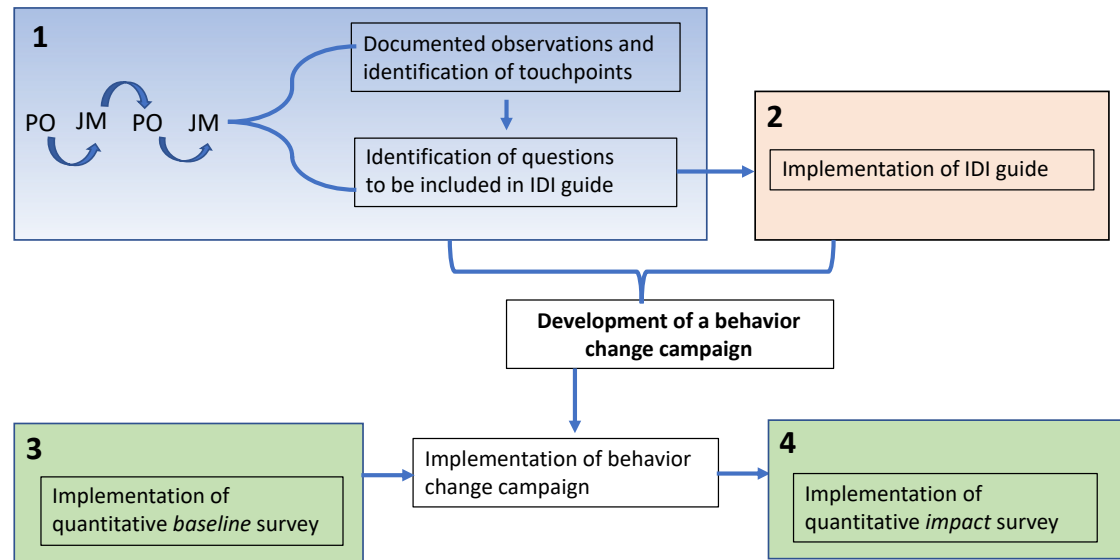 1
Documented observations and
identification of touchpoints
PO JM PO JM
Identification of questions
to be included in IDI guide
2
Implementation of IDI guide
Development of a behavior
change campaign
3
Implementation of
quantitative baseline survey
Implementation of behavior
change campaign
4
Implementation of
quantitative impact survey